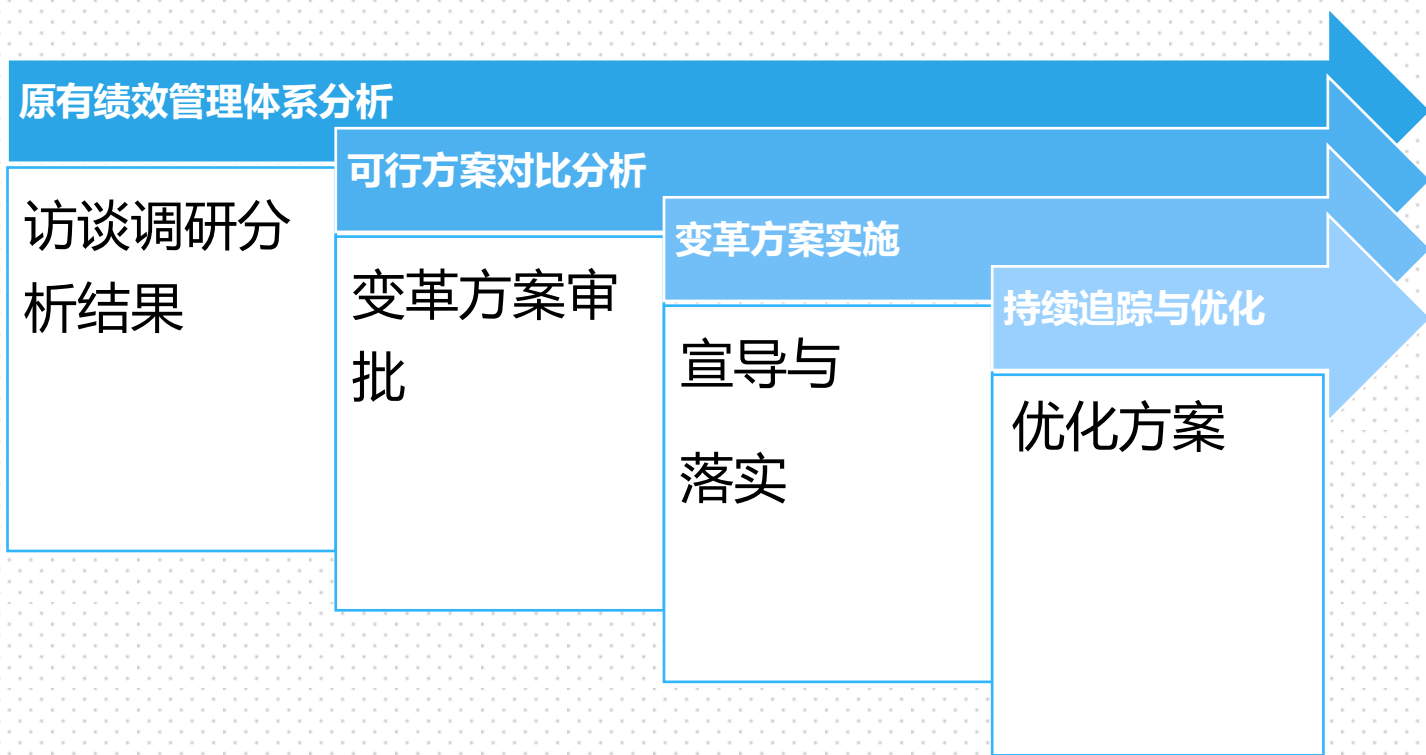 原有绩效管理体系分析
访谈调研分
析结果
可行方案对比分析
变革方案审
批
变革方案实施
宣导与
落实
持续追踪与优化
优化方案